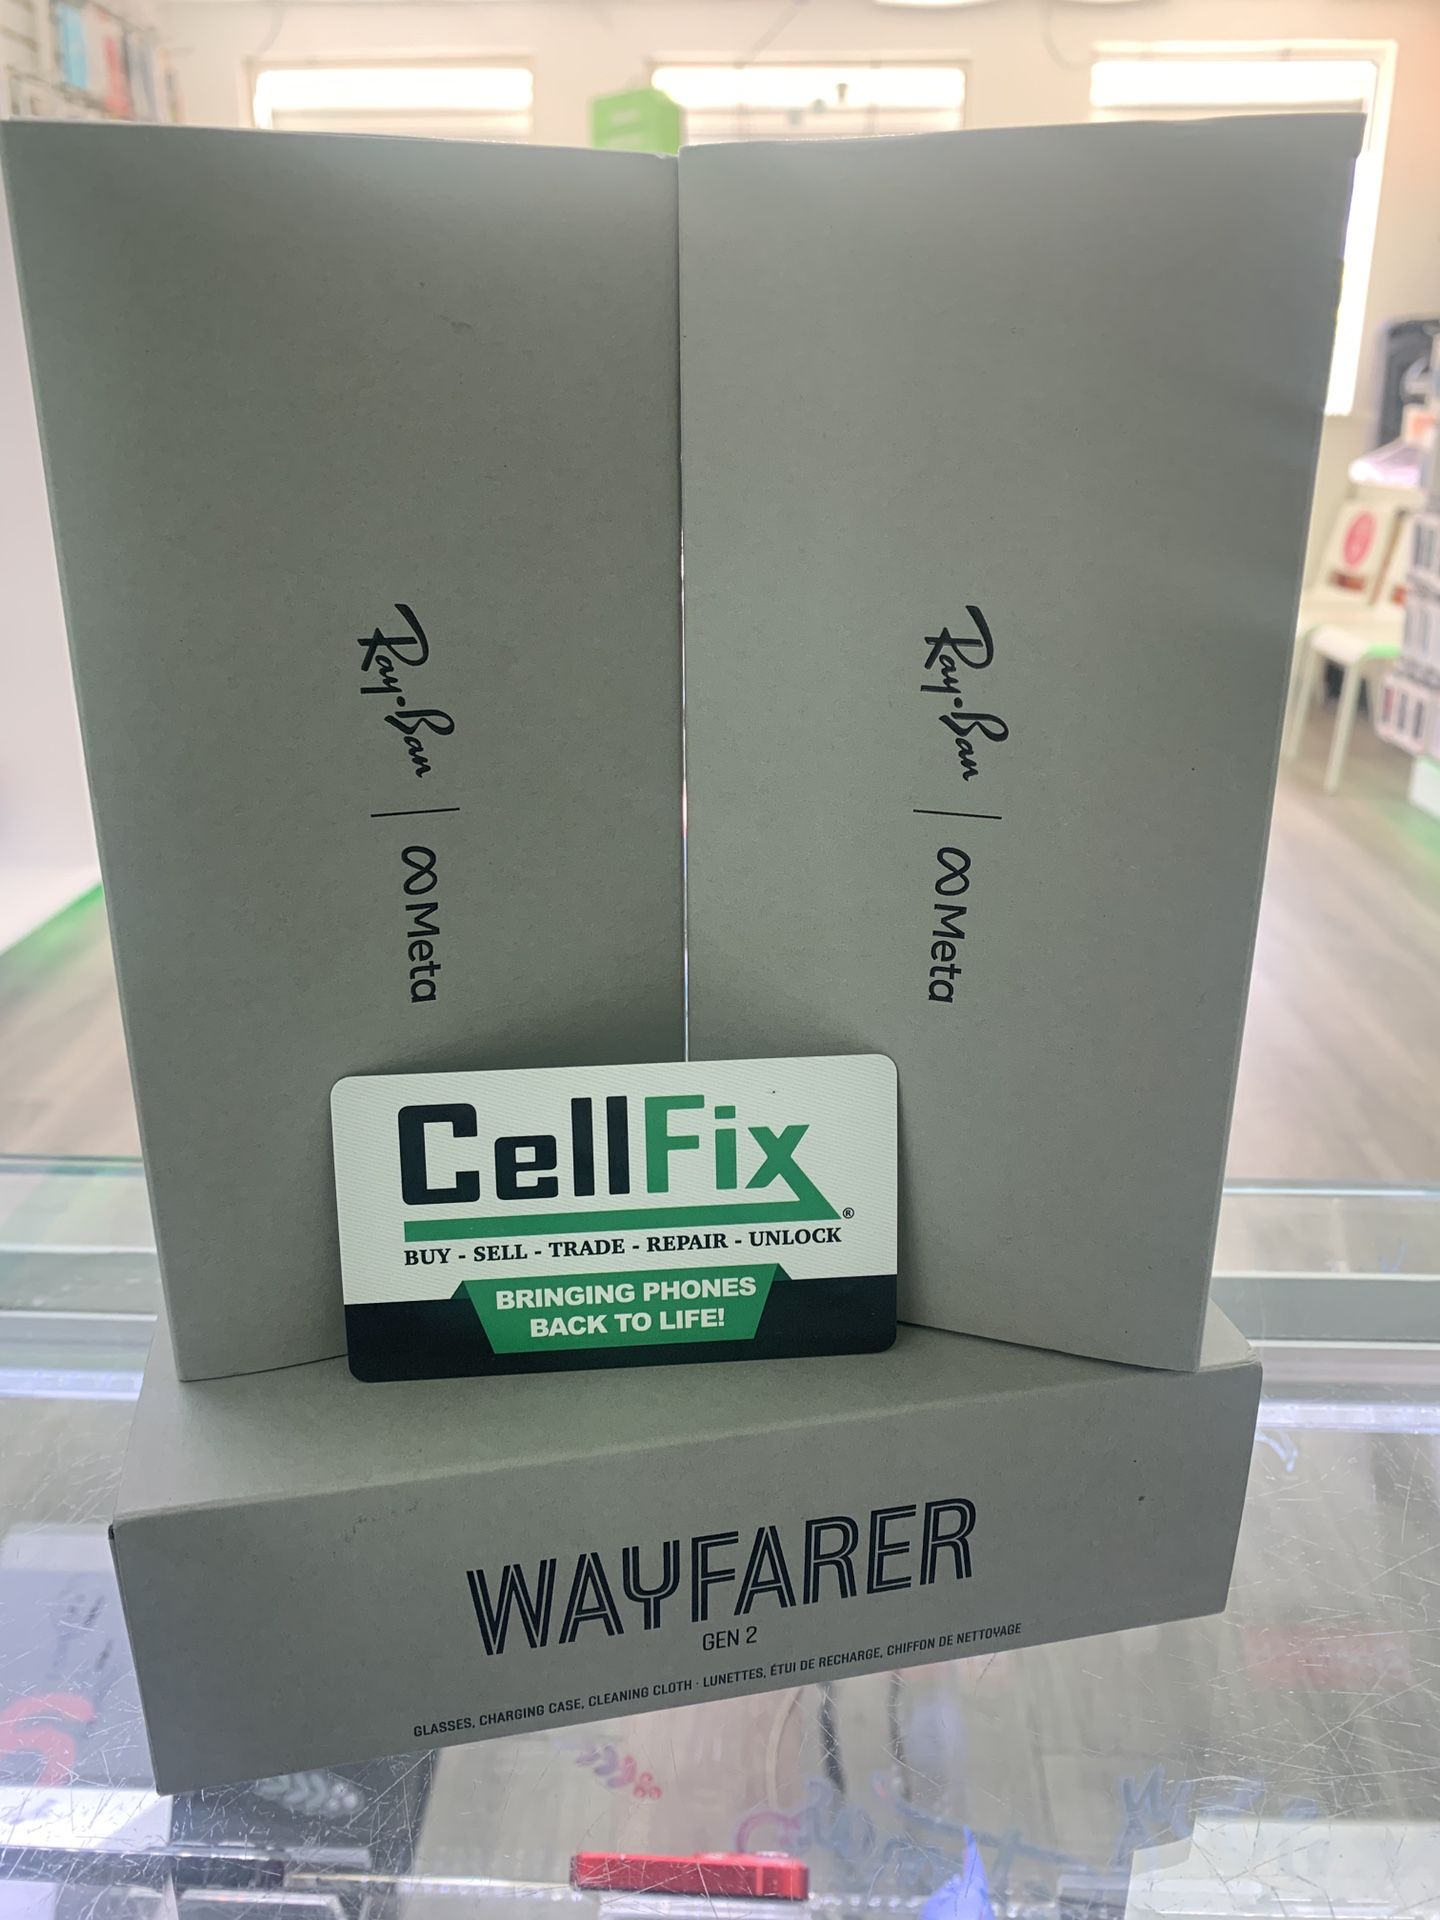 Ray-Ban | Meta
Ray-Ban | Meta
CellFix®
BUY - SELL - TRADE - REPAIR - UNLOCK
BRINGING PHONES
BACK TO LIFE!
WAYFARER
GEN 2
GLASSES, CHARGING CASE, CLEANING CLOTH · LUNETTES, ÉTUI DE RECHARGE, CHIFFON DE NETTOYAGE